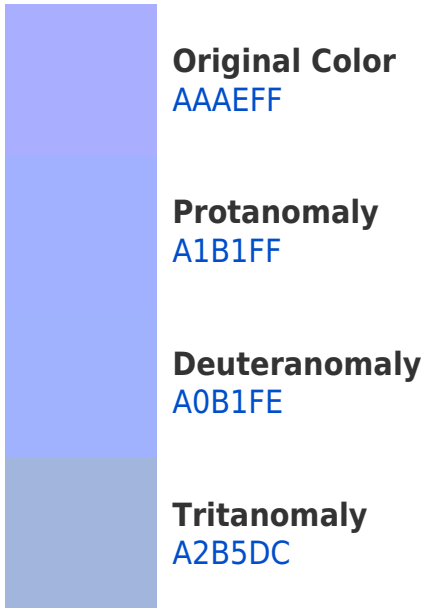 Original Color
AAAEFF
Protanomaly
A1B1FF
Deuteranomaly
A0B1FE
Tritanomaly
A2B5DC